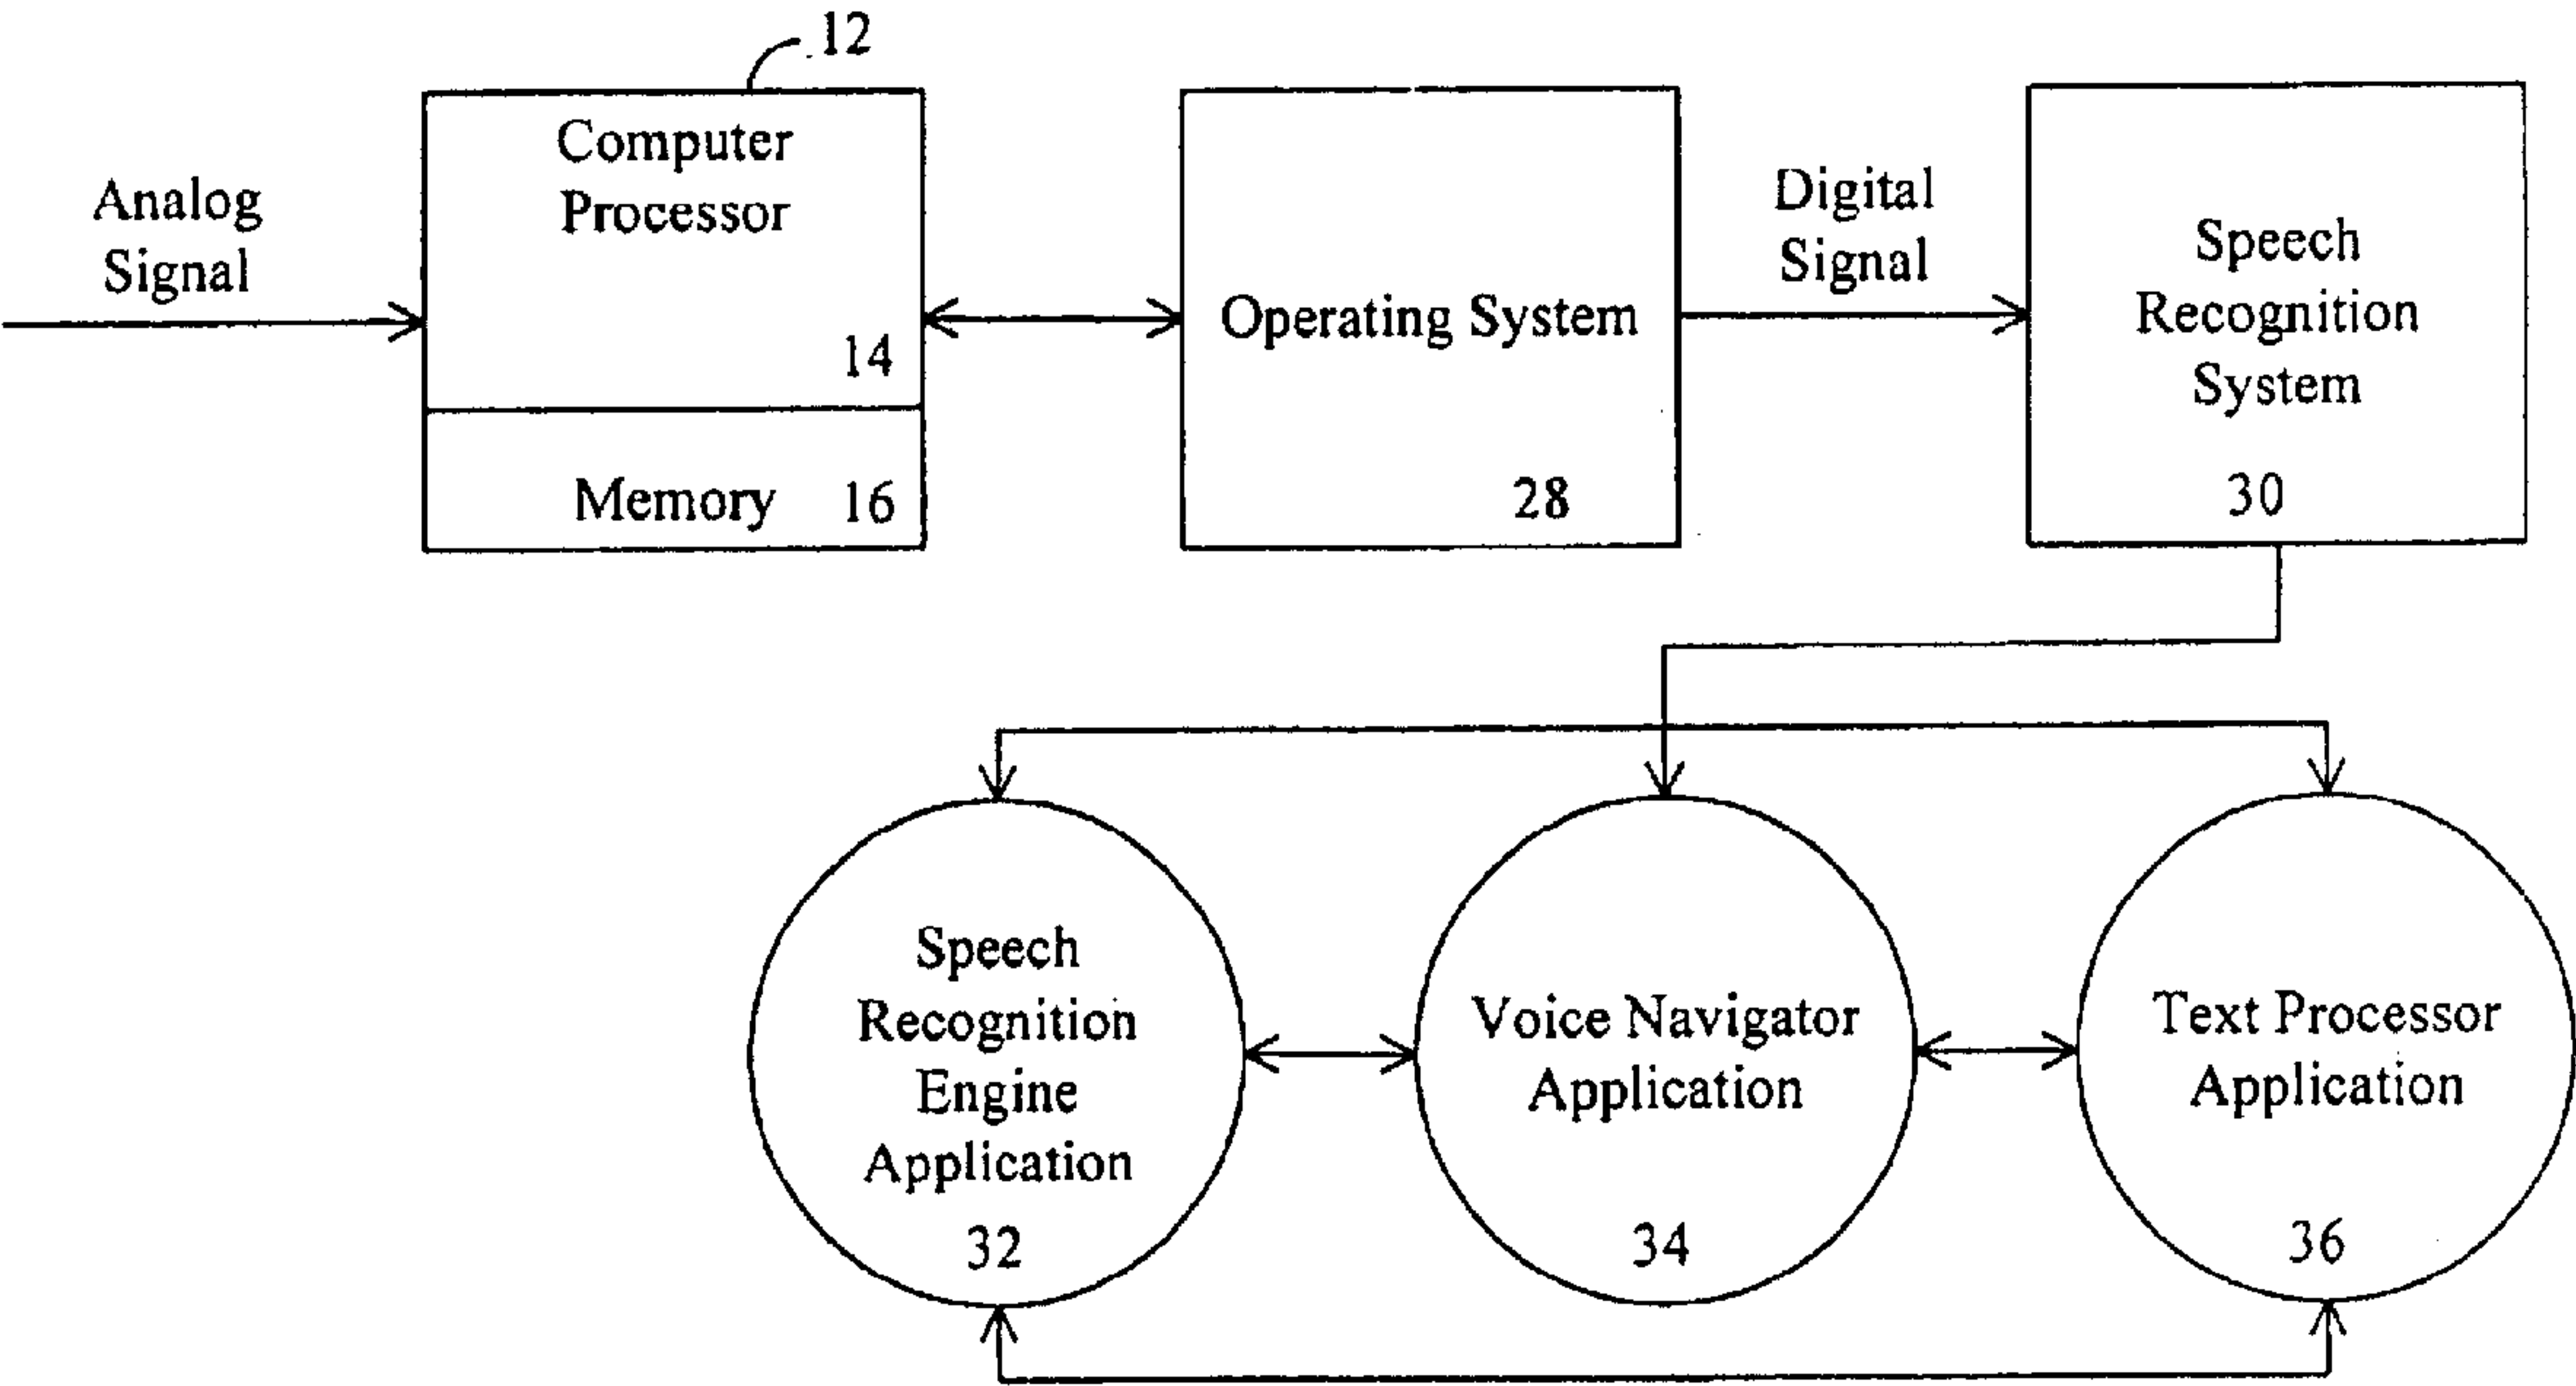 12
Analog
Signal
Computer
Processor
14
Memory 16
Operating System
28
Digital
Signal
Speech
Recognition
System
30
Speech
Recognition
Engine
Application
32
Voice Navigator
Application
34
Text Processor
Application
36